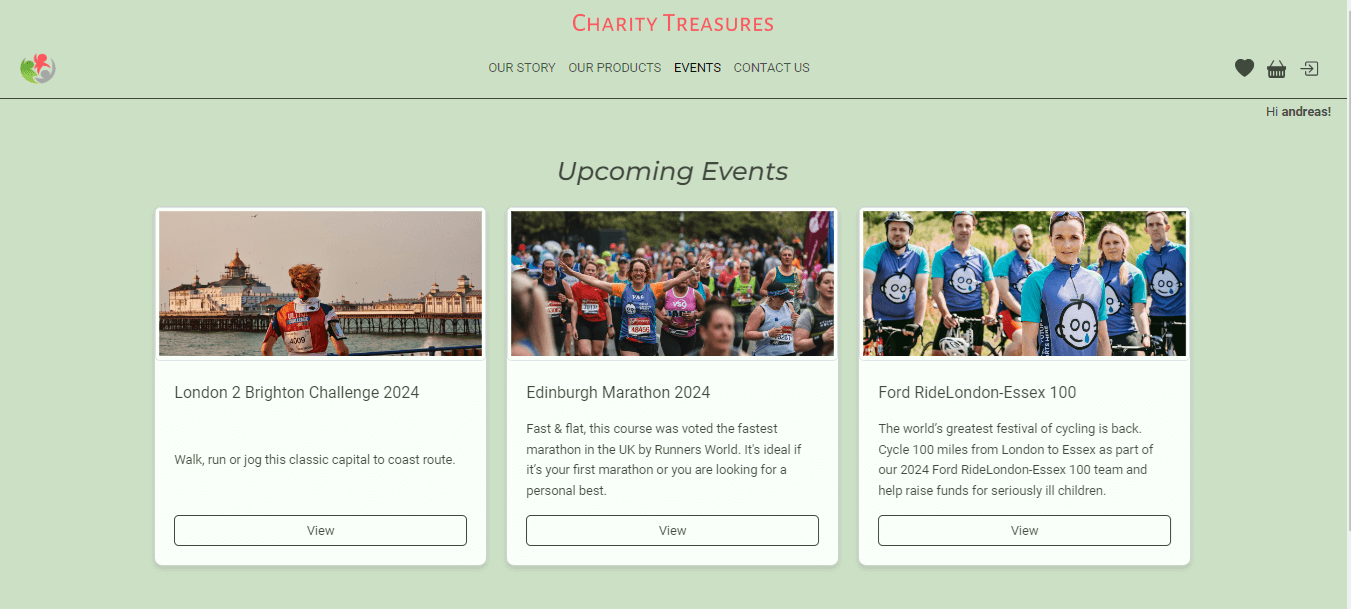 Charity Treasures
OUR STORY OUR PRODUCTS EVENTS CONTACT US
Hi andreas!
Upcoming Events
London 2 Brighton Challenge 2024
Walk, run or jog this classic capital to coast route.
View
Edinburgh Marathon 2024
Fast & flat, this course was voted the fastest
marathon in the UK by Runners World. It's ideal if
it's your first marathon or you are looking for a
personal best.
View
Ford RideLondon-Essex 100
The world's greatest festival of cycling is back.
Cycle 100 miles from London to Essex as part of
our 2024 Ford RideLondon-Essex 100 team and
help raise funds for seriously ill children.
View